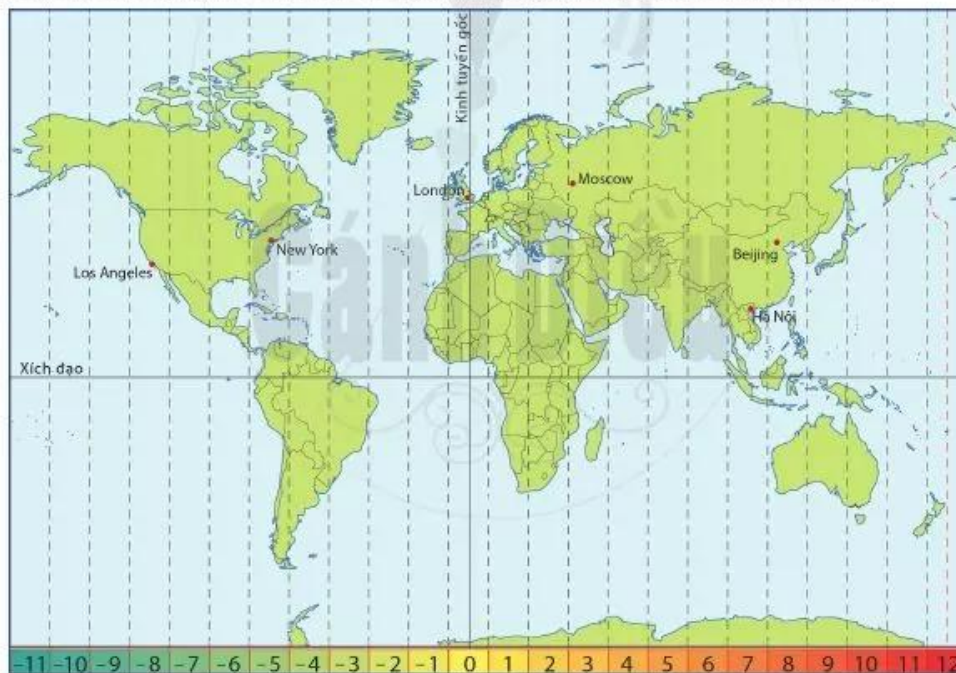 Kinh tuyến gốc
London
Moscow
New York
Beijing
Los Angeles
Hà Nội
Xích đạo
Cánh Diều
−11 −10 −9 −8 −7 −6 −5 −4 −3 −2 −1 0 1 2 3 4 5 6 7 8 9 10 11 12